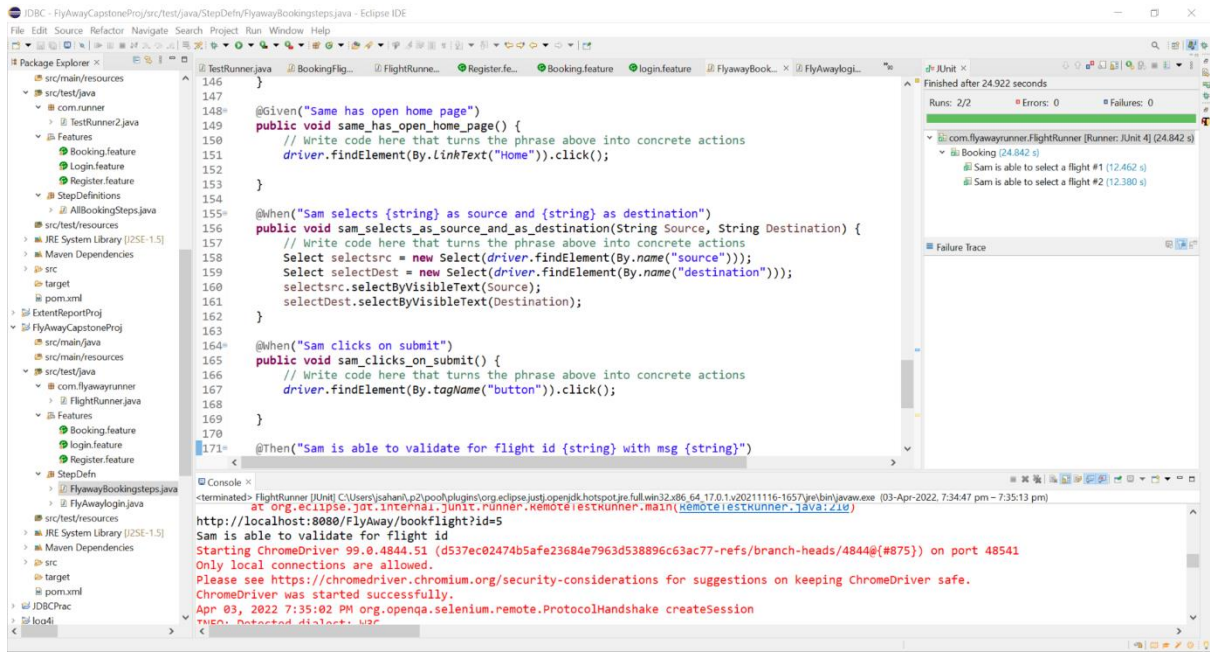 JDBC - FlyAwayCapstoneProj/src/test/java/StepDefn/FlyawayBookingsteps.java - Eclipse IDE
File Edit Source Refactor Navigate Search Project Run Window Help
Package Explorer
src/main/resources
src/test/java
com.runner
TestRunner2.java
Features
Booking.feature
Login.feature
Register.feature
StepDefinitions
AllBookingSteps.java
src/test/resources
JRE System Library [J2SE-1.5]
Maven Dependencies
src
target
pom.xml
ExtentReportProj
FlyAwayCapstoneProj
src/main/java
src/main/resources
src/test/java
com.flyawayrunner
FlightRunner.java
Features
Booking.feature
login.feature
Register.feature
StepDefn
FlyawayBookingsteps.java
FlyAwaylogin.java
src/test/resources
JRE System Library [J2SE-1.5]
Maven Dependencies
src
target
pom.xml
JDBCPrac
log4j
TestRunner.java BookingFlig... FlightRunne... Register.fe... Booking.feature login.feature FlyawayBook... FlyAwaylogi...
146 }
147
148 @Given("Same has open home page")
149 public void same_has_open_home_page() {
150 // Write code here that turns the phrase above into concrete actions
151 driver.findElement(By.LinkText("Home")).click();
152
153 }
154
155 @When("Sam selects {string} as source and {string} as destination")
156 public void sam_selects_as_source_and_as_destination(String Source, String Destination) {
157 // Write code here that turns the phrase above into concrete actions
158 Select selectsrc = new Select(driver.findElement(By.name("source")));
159 Select selectDest = new Select(driver.findElement(By.name("destination")));
160 selectsrc.selectByVisibleText(Source);
161 selectDest.selectByVisibleText(Destination);
162 }
163
164 @When("Sam clicks on submit")
165 public void sam_clicks_on_submit() {
166 // Write code here that turns the phrase above into concrete actions
167 driver.findElement(By.tagName("button")).click();
168
169 }
170
171 @Then("Sam is able to validate for flight id {string} with msg {string}")
JUnit
Finished after 24.922 seconds
Runs: 2/2 Errors: 0 Failures: 0
com.flyawayrunner.FlightRunner [Runner: JUnit 4] (24.842 s)
Booking (24.842 s)
Sam is able to select a flight #1 (12.462 s)
Sam is able to select a flight #2 (12.380 s)
Failure Trace
Console
<terminated> FlightRunner [JUnit] C:\Users\jsahani\.p2\pool\plugins\org.eclipse.justj.openjdk.hotspot.jre.full.win32.x86_64_17.0.1.v20211116-1657\jre\bin\javaw.exe (03-Apr-2022, 7:34:47 pm – 7:35:13 pm)
at org.eclipse.jdt.internal.junit.runner.RemoteTestRunner.main(RemoteTestRunner.java:210)
http://localhost:8080/FlyAway/bookflight?id=5
Sam is able to validate for flight id
Starting ChromeDriver 99.0.4844.51 (d537ec02474b5afe23684e7963d538896c63ac77-refs/branch-heads/4844@{#875}) on port 48541
Only local connections are allowed.
Please see https://chromedriver.chromium.org/security-considerations for suggestions on keeping ChromeDriver safe.
ChromeDriver was started successfully.
Apr 03, 2022 7:35:02 PM org.openqa.selenium.remote.ProtocolHandshake createSession
INFO: Detected dialect: W3C